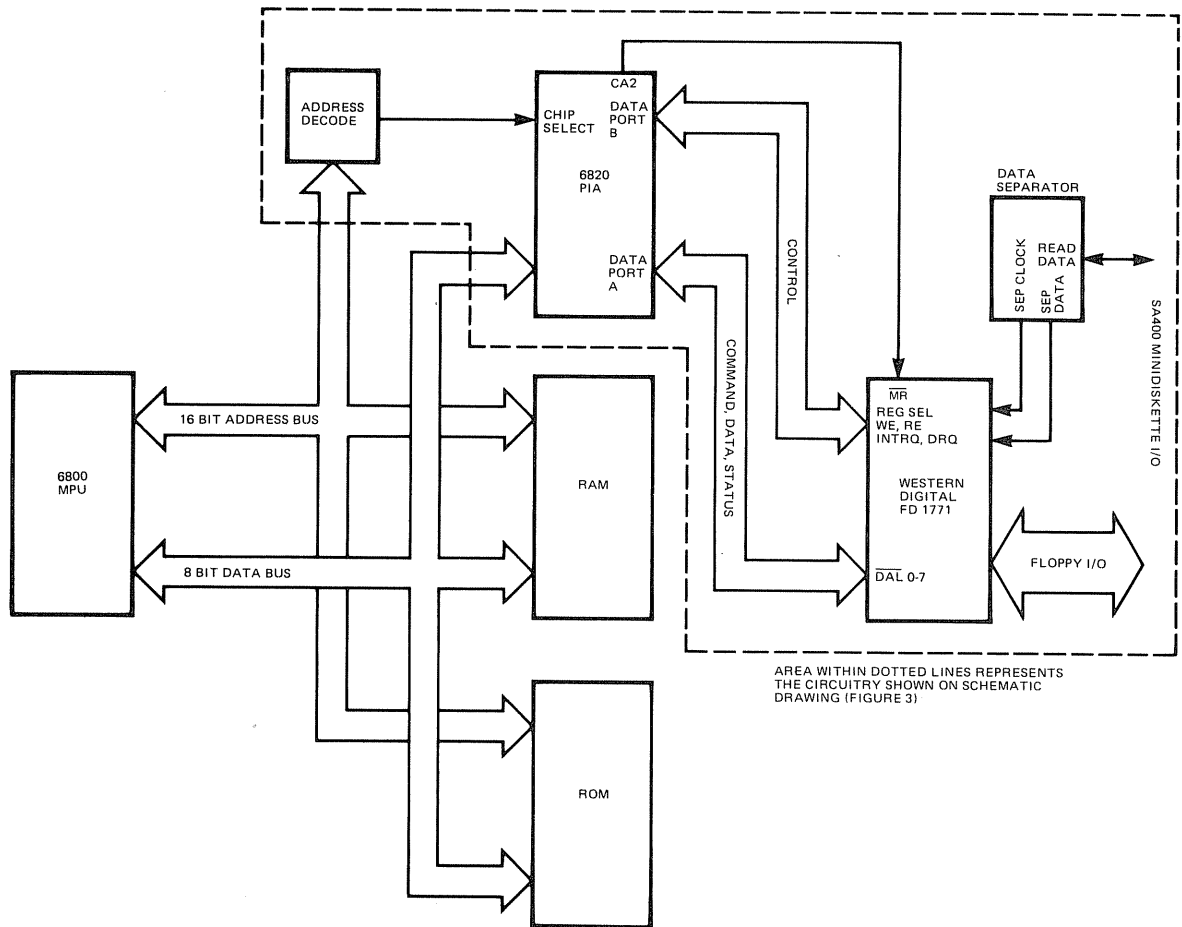 ADDRESS
DECODE
CHIP
SELECT
CA2
DATA
PORT
B
6820
PIA
DATA
PORT
A
CONTROL
COMMAND, DATA, STATUS
DATA
SEPARATOR
SEP CLOCK
SEP
DATA
READ
DATA
SA400 MINIDISKETTE I/O
6800
MPU
16 BIT ADDRESS BUS
8 BIT DATA BUS
RAM
ROM
MR
REG SEL
WE, RE
INTRQ, DRQ
WESTERN
DIGITAL
FD 1771
DAL 0-7
FLOPPY I/O
AREA WITHIN DOTTED LINES REPRESENTS
THE CIRCUITRY SHOWN ON SCHEMATIC
DRAWING (FIGURE 3)